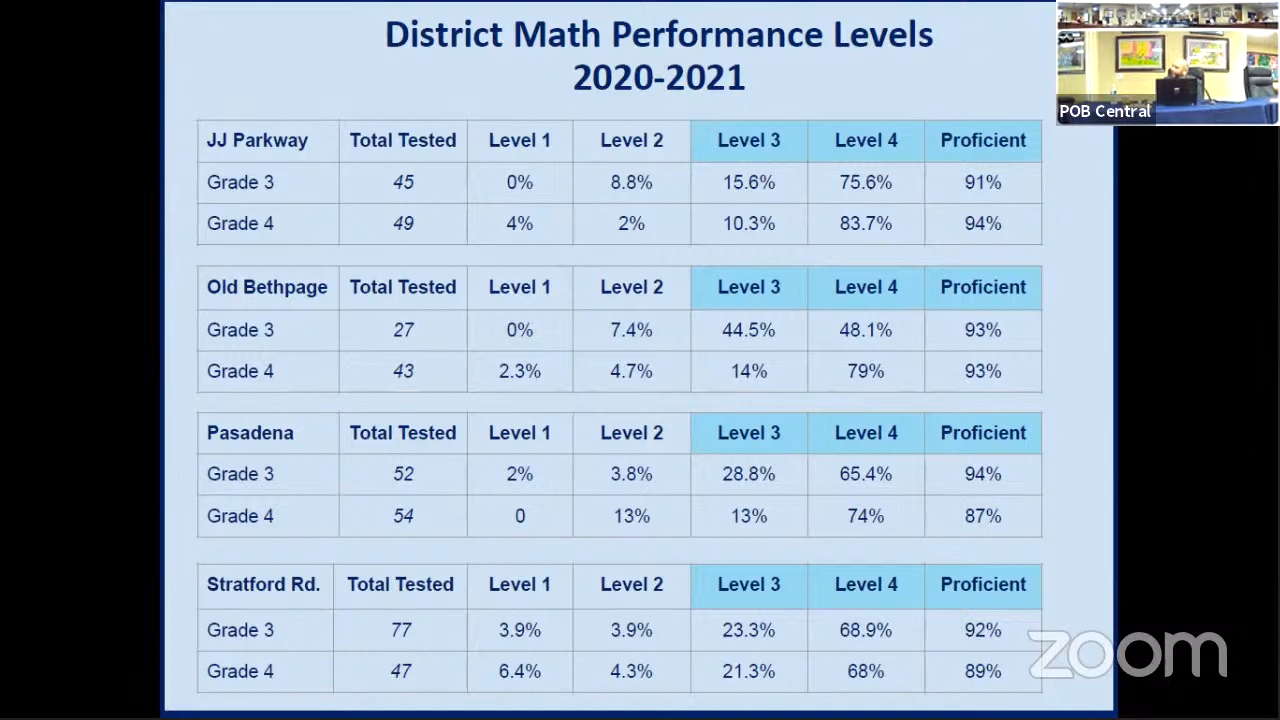 District Math Performance Levels
2020-2021
POB Central
JJ Parkway Total Tested Level 1 Level 2 Level 3 Level 4 Proficient
Grade 3 45 0% 8.8% 15.6% 75.6% 91%
Grade 4 49 4% 2% 10.3% 83.7% 94%
Old Bethpage Total Tested Level 1 Level 2 Level 3 Level 4 Proficient
Grade 3 27 0% 7.4% 44.5% 48.1% 93%
Grade 4 43 2.3% 4.7% 14% 79% 93%
Pasadena Total Tested Level 1 Level 2 Level 3 Level 4 Proficient
Grade 3 52 2% 3.8% 28.8% 65.4% 94%
Grade 4 54 0 13% 13% 74% 87%
Stratford Rd. Total Tested Level 1 Level 2 Level 3 Level 4 Proficient
Grade 3 77 3.9% 3.9% 23.3% 68.9% 92%
Grade 4 47 6.4% 4.3% 21.3% 68% 89%
zoom